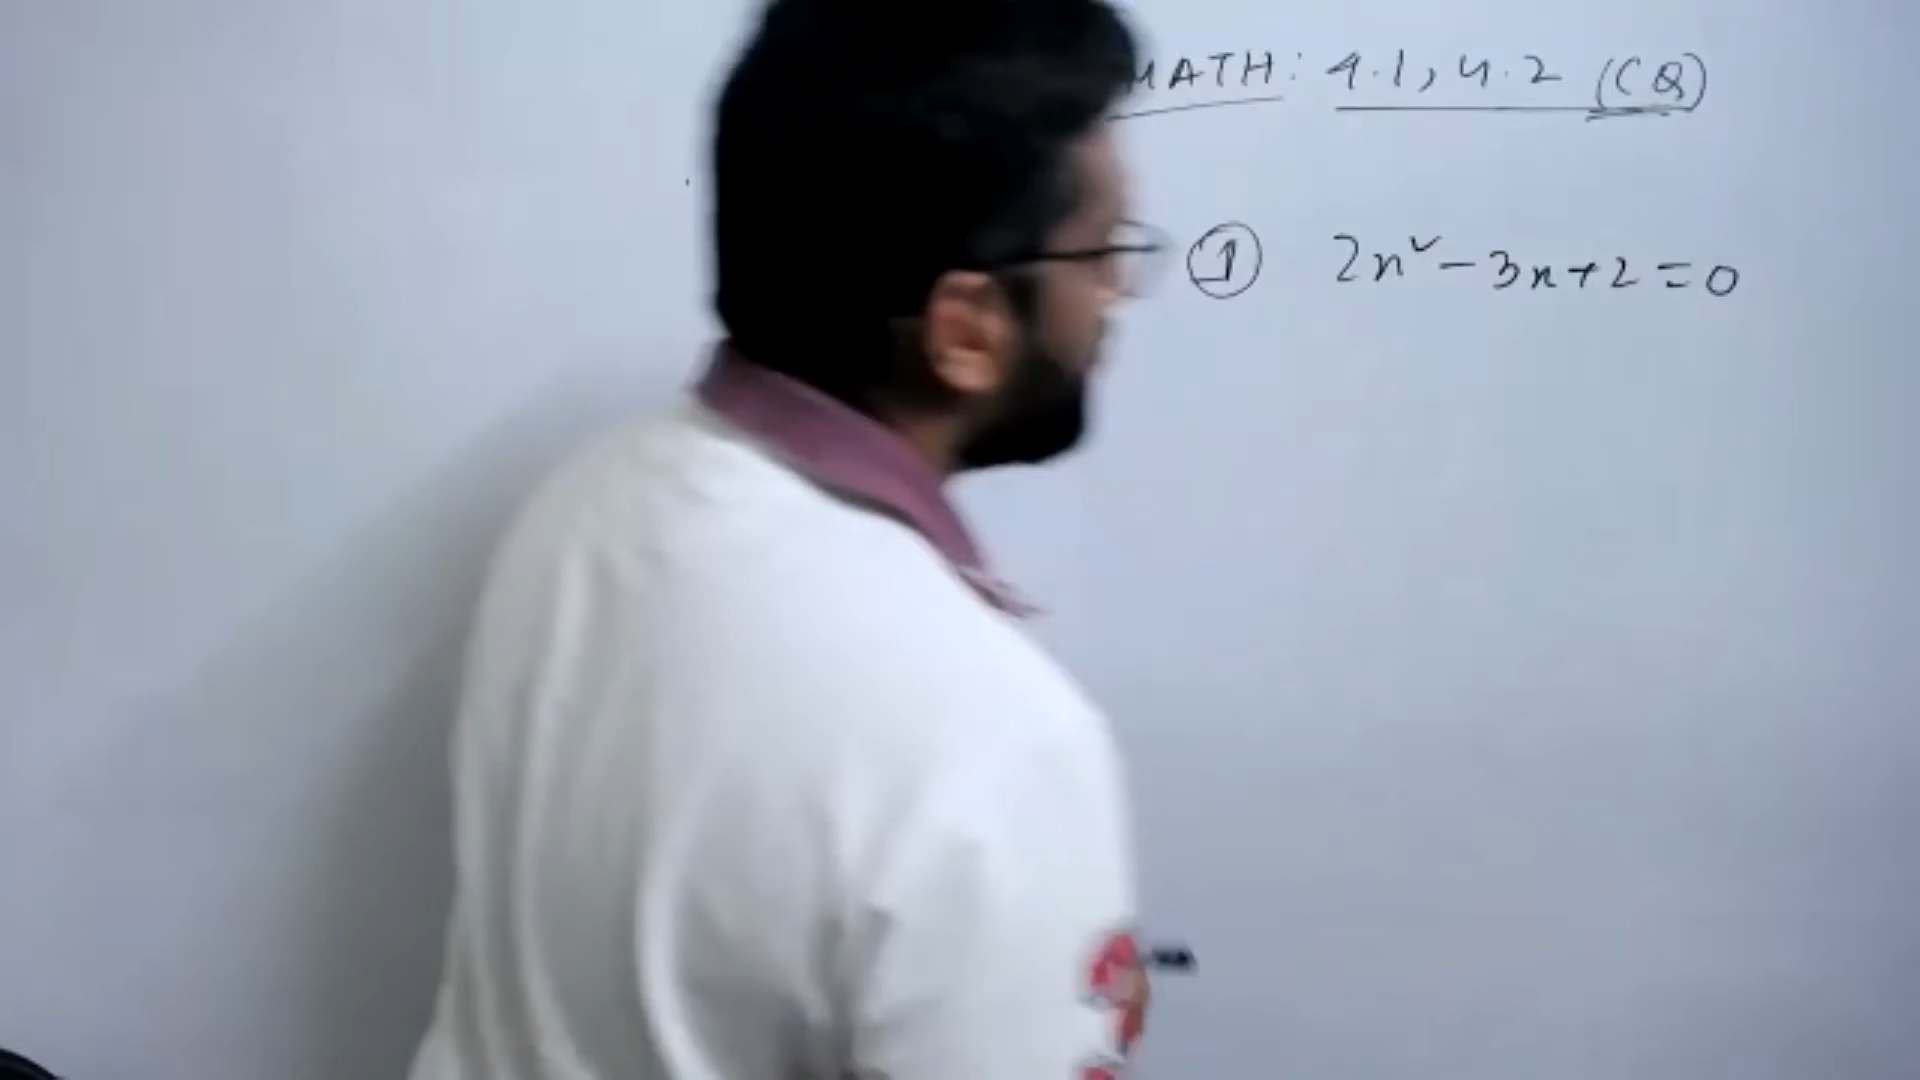 MATH: 4.1, 4.2 (CQ)
① 2x² - 3x + 2 = 0